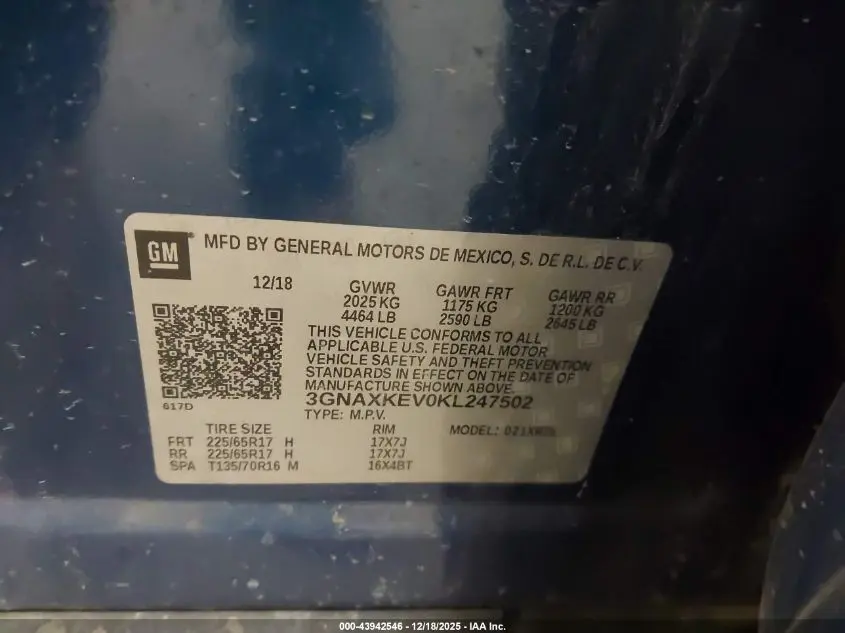 GM
MFD BY GENERAL MOTORS DE MEXICO, S. DE R.L. DE C.V.
12/18
GVWR GAWR FRT GAWR RR
2025 KG 1175 KG 1200 KG
4464 LB 2590 LB 2645 LB
THIS VEHICLE CONFORMS TO ALL
APPLICABLE U.S. FEDERAL MOTOR
VEHICLE SAFETY AND THEFT PREVENTION
STANDARDS IN EFFECT ON THE DATE OF
MANUFACTURE SHOWN ABOVE.
617D
3GNAXKEV0KL247502
TYPE: M.P.V.
TIRE SIZE RIM MODEL:
FRT 225/65R17 H 17X7J
RR 225/65R17 H 17X7J
SPA T135/70R16 M 16X4BT
000-43942546 - 12/18/2025 - IAA Inc.